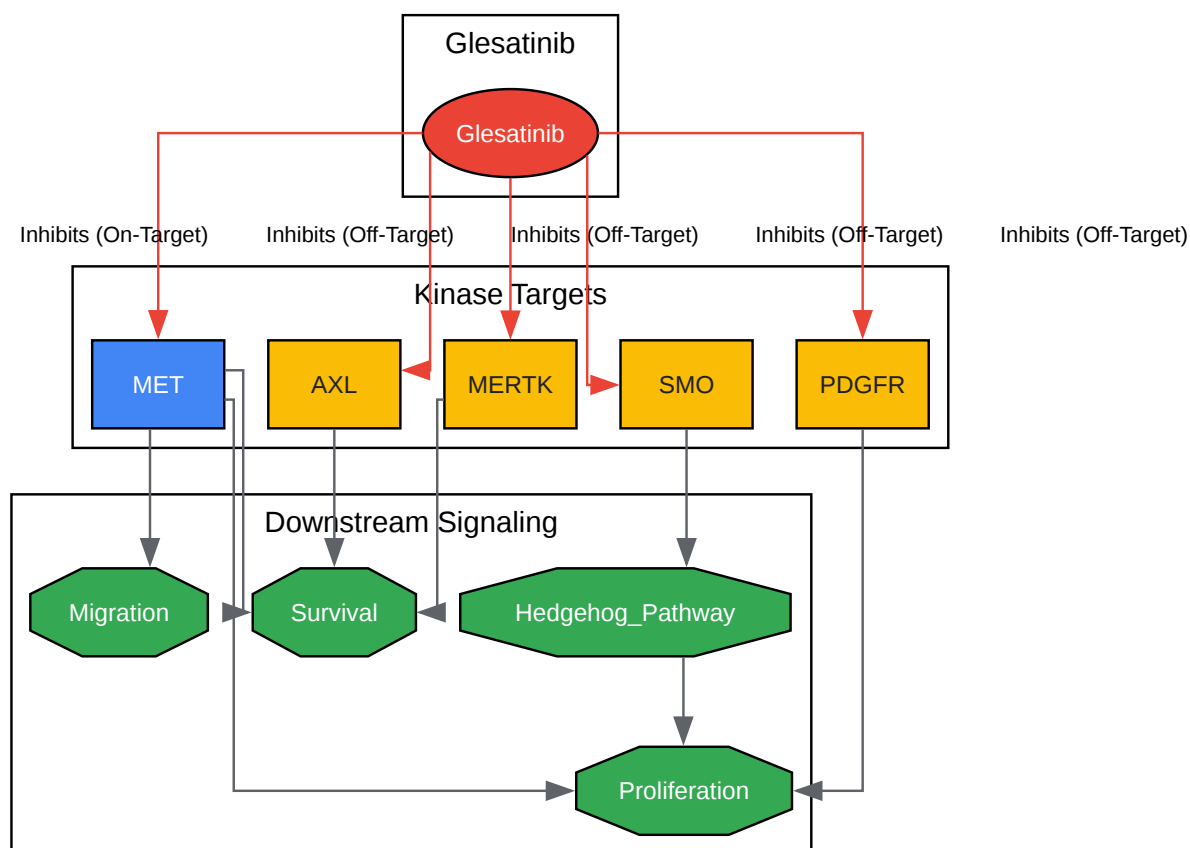 Glesatinib
Glesatinib
Inhibits (On-Target)
Inhibits (Off-Target)
Inhibits (Off-Target)
Inhibits (Off-Target)
Inhibits (Off-Target)
Kinase Targets
MET
AXL
MERTK
SMO
PDGFR
Downstream Signaling
Migration
Survival
Hedgehog_Pathway
Proliferation